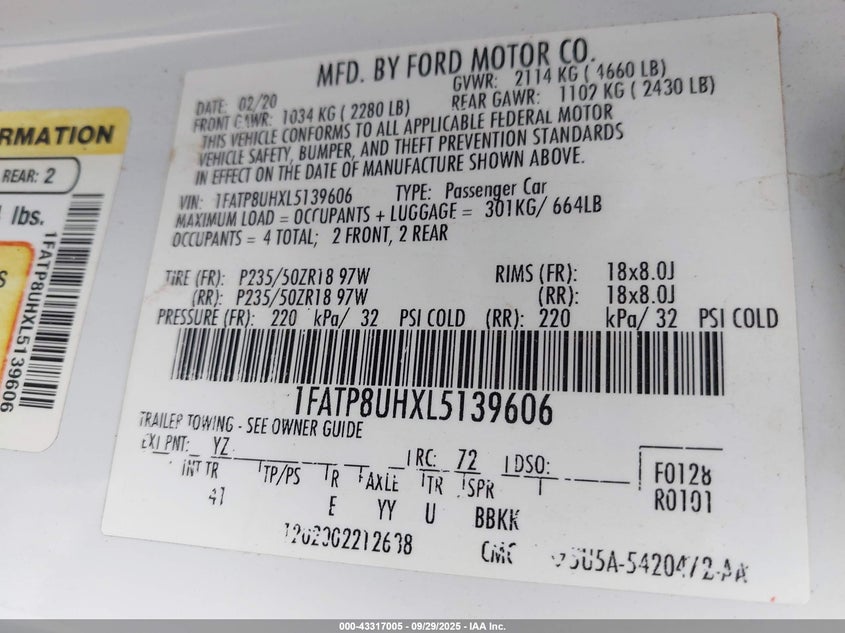 MFD. BY FORD MOTOR CO.
DATE: 02/20 GVWR: 2114 KG ( 4660 LB)
FRONT GAWR: 1034 KG ( 2280 LB) REAR GAWR: 1102 KG ( 2430 LB)
THIS VEHICLE CONFORMS TO ALL APPLICABLE FEDERAL MOTOR
VEHICLE SAFETY, BUMPER, AND THEFT PREVENTION STANDARDS
IN EFFECT ON THE DATE OF MANUFACTURE SHOWN ABOVE.
VIN: 1FATP8UHXL5139606 TYPE: Passenger Car
MAXIMUM LOAD = OCCUPANTS + LUGGAGE = 301KG/ 664LB
OCCUPANTS = 4 TOTAL; 2 FRONT, 2 REAR
TIRE (FR): P235/50ZR18 97W RIMS (FR): 18x8.0J
(RR): P235/50ZR18 97W (RR): 18x8.0J
PRESSURE (FR): 220 kPa/ 32 PSI COLD (RR): 220 kPa/ 32 PSI COLD
1FATP8UHXL5139606
TRAILER TOWING - SEE OWNER GUIDE
EXT PNT: YZ RC: 72 DSO:
INT TR TP/PS R AXLE TR SPR
41 E YY U BBKK
F0128
R0101
CMC
RMATION
REAR: 2
lbs.
S
1FATP8UHXL5139606
000-43317005 - 09/29/2025 - IAA Inc.